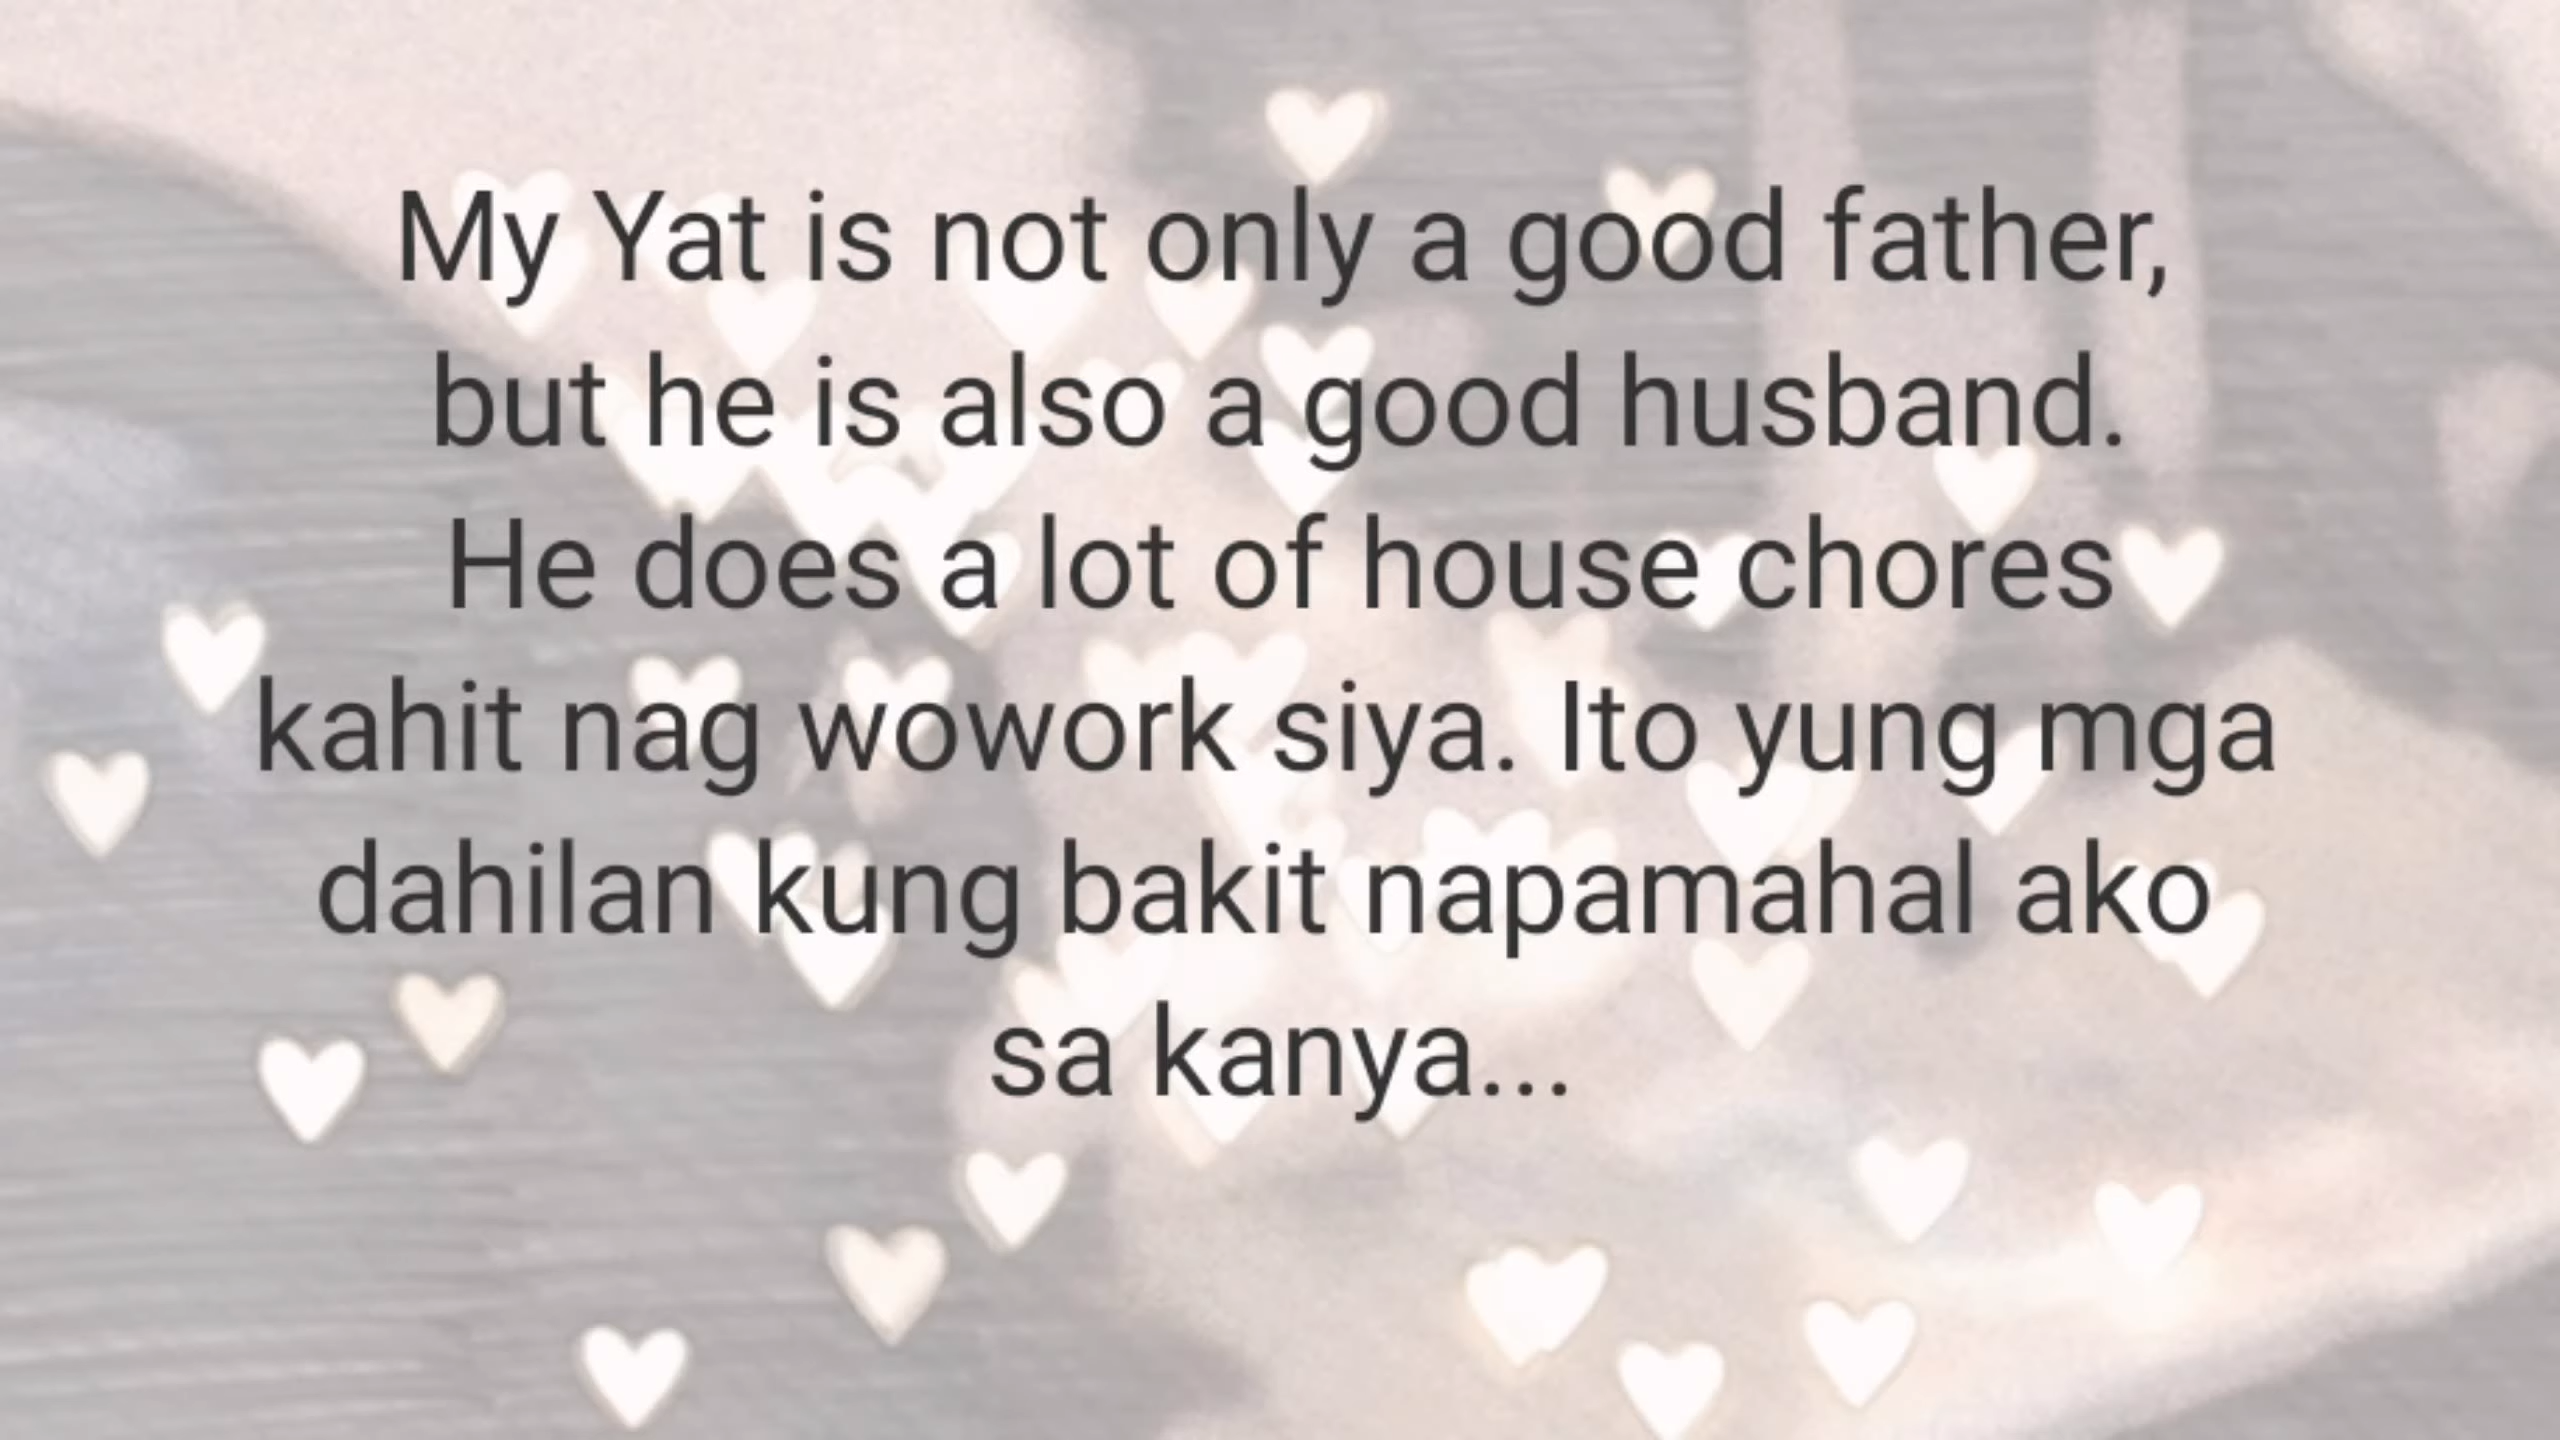 My Yat is not only a good father,
but he is also a good husband.
He does a lot of house chores
kahit nag wowork siya. Ito yung mga
dahilan kung bakit napamahal ako
sa kanya...